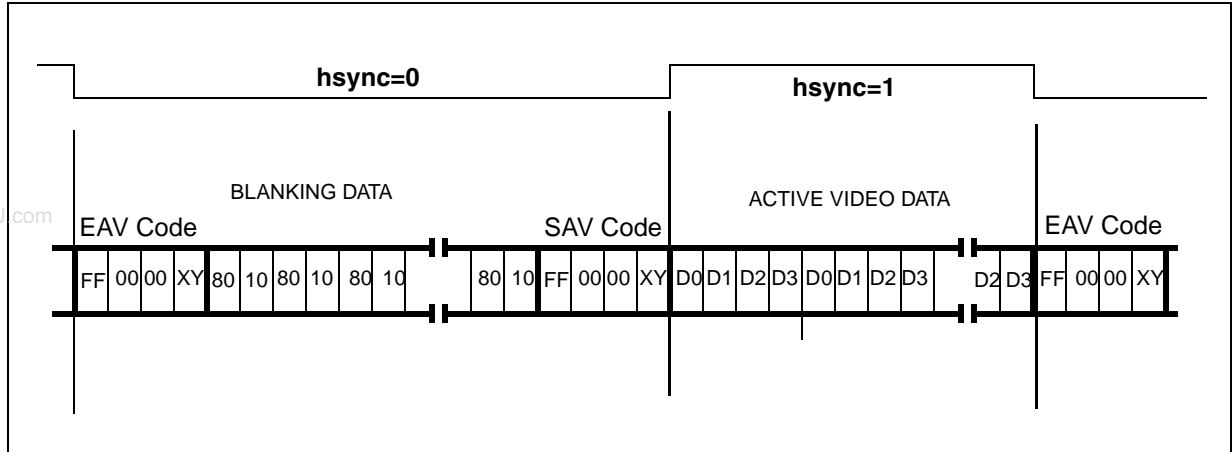 hsync=0
hsync=1
BLANKING DATA
ACTIVE VIDEO DATA
J.com
EAV Code
SAV Code
EAV Code
FF 00 00 XY 80 10 80 10 80 10 80 10 FF 00 00 XY D0 D1 D2 D3 D0 D1 D2 D3 D2 D3 FF 00 00 XY